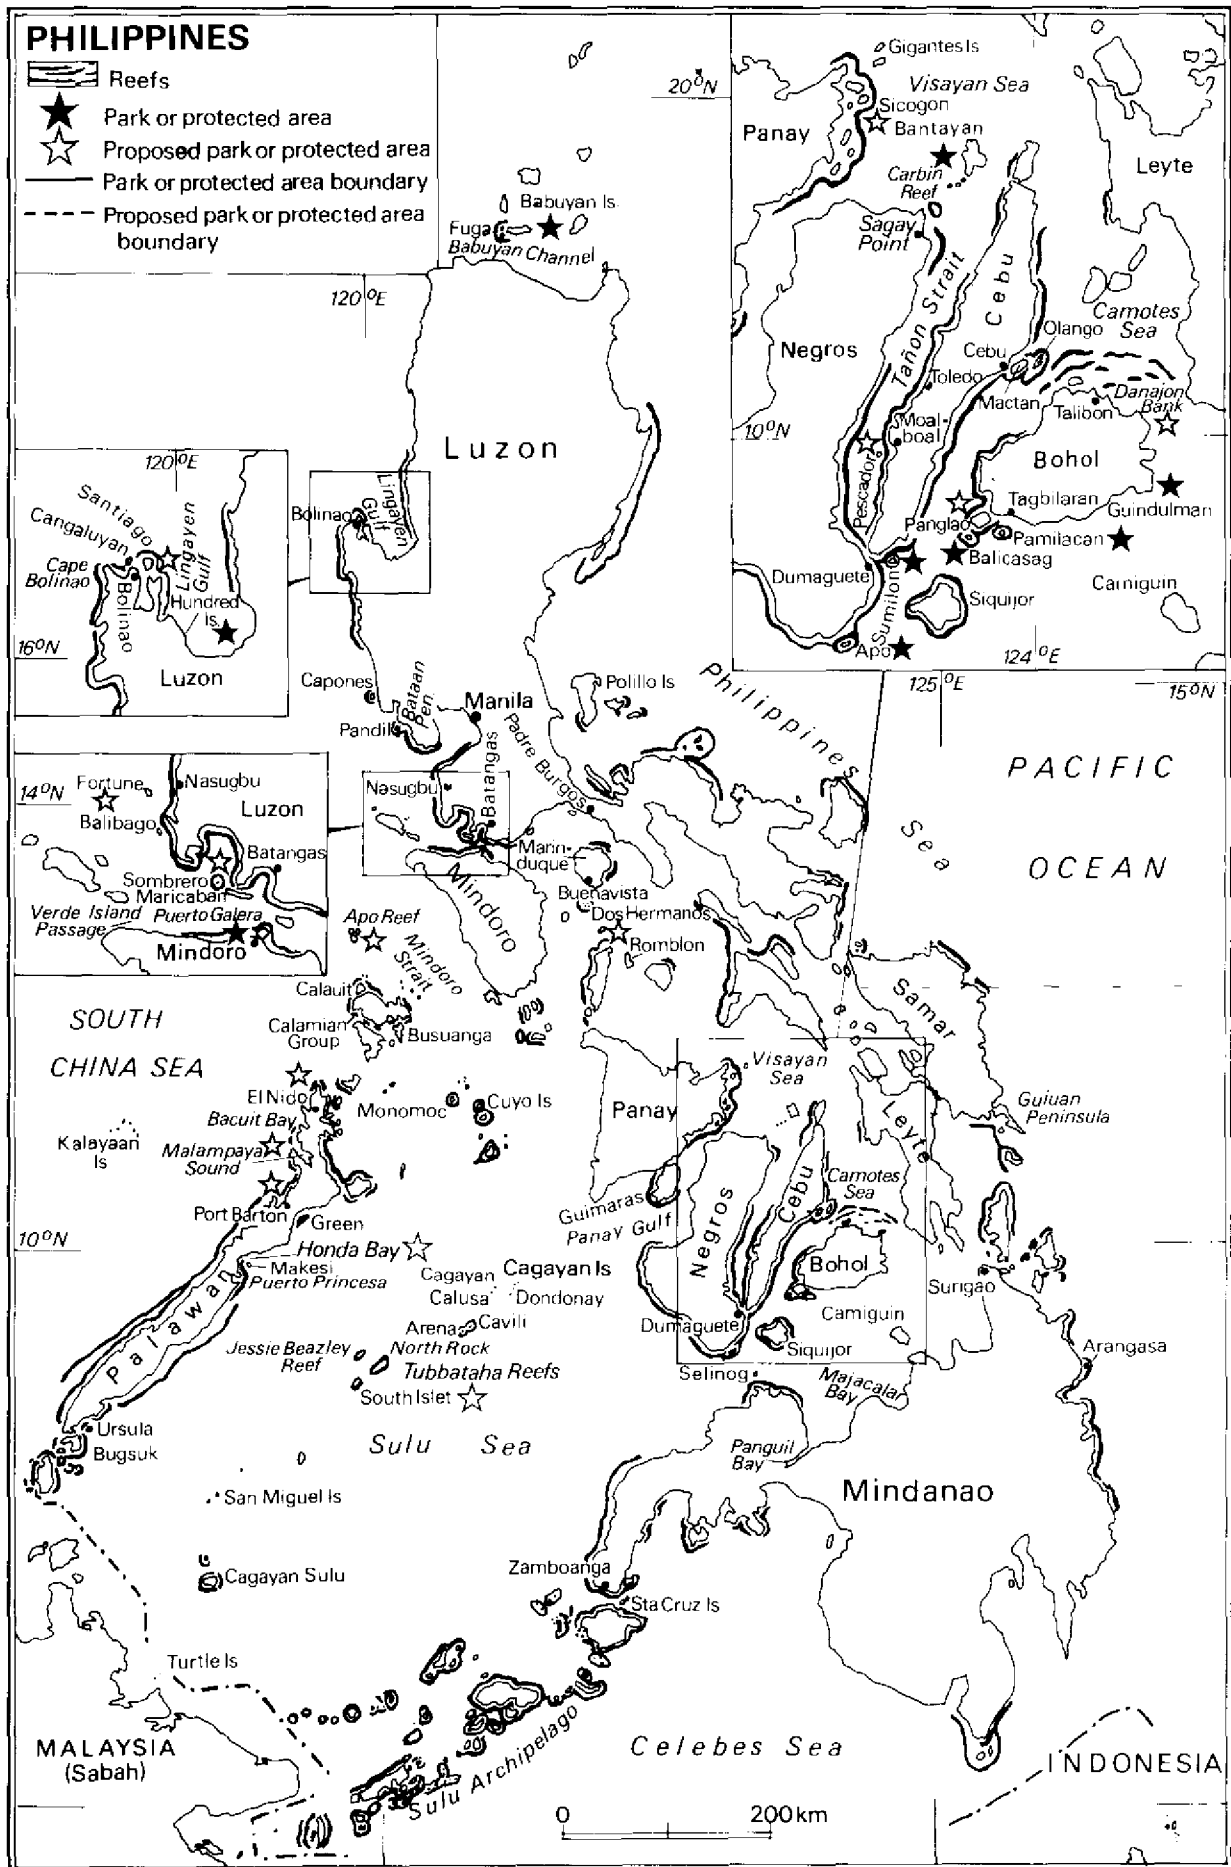 PHILIPPINES
Reefs
Park or protected area
Proposed park or protected area
Park or protected area boundary
Proposed park or protected area
boundary
20°N
Gigantes Is
Visayan Sea
Sicogon
Bantayan
Panay
Leyte
Carbin
Reef
Sagay
Point
Tañon Strait
Cebu
Camotes
Sea
Negros
Olango
Cebu
Toledo
Mactan
Danajon
Bank
Talibon
10°N
Moal-
boal
Bohol
Pescador
Tagbilaran
Guindulman
Panglao
Pamilacan
Balicasag
Dumaguete
Sumilon
Siquijor
Camiguin
Apo
124°E
Babuyan Is.
Fuga
Babuyan Channel
120°E
Luzon
Bolinao
Lingayen
Gulf
120°E
Santiago
Cangaluyan
Cape
Bolinao
Bolinao
Lingayen
Gulf
Hundred
Is.
16°N
Luzon
125°E
15°N
Capones
Bataan
Pen.
Manila
Pandil
Polillo Is
Philippines
Sea
PACIFIC
OCEAN
Padre Burgos
Nasugbu
Batangas
14°N
Fortune
Nasugbu
Luzon
Balibago
Batangas
Sombrero
Maricaban
Verde Island
Passage
Puerto Galera
Mindoro
Marin-
duque
Mindoro
Buenavista
Dos Hermanos
Romblon
Apo Reef
Mindoro
Strait
Calauit
Calamian
Group
Busuanga
Samar
SOUTH
CHINA SEA
Visayan
Sea
El Nido
Bacuit Bay
Monomoc
Cuyo Is
Panay
Leyte
Guiuan
Peninsula
Kalayaan
Is
Malampaya
Sound
Cebu
Camotes
Sea
Port Barton
Green
Guimaras
Panay Gulf
Negros
10°N
Honda Bay
Makesi
Puerto Princesa
Bohol
Surigao
Palawan
Cagayan
Calusa
Cagayan Is
Dondonay
Camiguin
Arena
Cavili
Dumaguete
Siquijor
Arangasa
Jessie Beazley
Reef
North Rock
Tubbataha Reefs
South Islet
Selinog
Majacalar
Bay
Ursula
Bugsuk
Sulu Sea
Panguil
Bay
San Miguel Is
Mindanao
Cagayan Sulu
Zamboanga
Sta Cruz Is
Turtle Is
MALAYSIA
(Sabah)
Sulu Archipelago
Celebes Sea
INDONESIA
0 200km